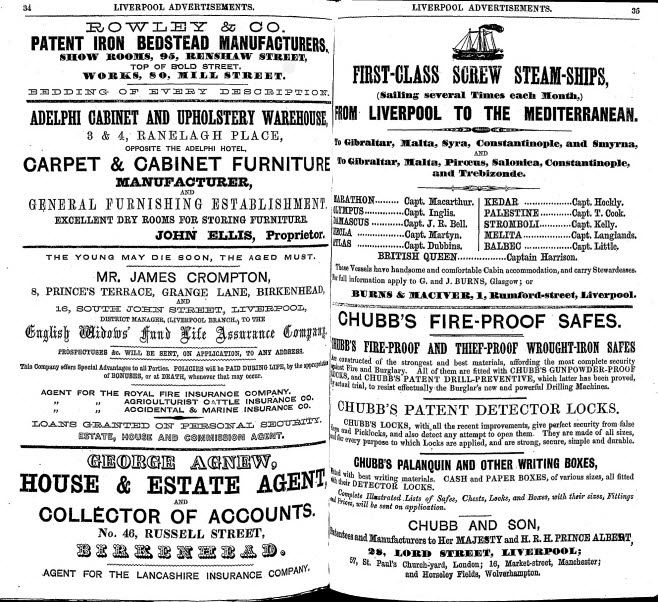 34 LIVERPOOL ADVERTISEMENTS.
ROWLEY & CO.
PATENT IRON BEDSTEAD MANUFACTURERS,
SHOW ROOMS, 95, RENSHAW STREET,
TOP OF BOLD STREET.
WORKS, 80, MILL STREET.
BEDDING OF EVERY DESCRIPTION.
ADELPHI CABINET AND UPHOLSTERY WAREHOUSE,
3 & 4, RANELAGH PLACE,
OPPOSITE THE ADELPHI HOTEL,
CARPET & CABINET FURNITURE
MANUFACTURER,
AND
GENERAL FURNISHING ESTABLISHMENT.
EXCELLENT DRY ROOMS FOR STORING FURNITURE.
JOHN ELLIS, Proprietor.
THE YOUNG MAY DIE SOON, THE AGED MUST.
MR. JAMES CROMPTON,
8, PRINCE'S TERRACE, GRANGE LANE, BIRKENHEAD,
AND
16, SOUTH JOHN STREET, LIVERPOOL,
DISTRICT MANAGER, (LIVERPOOL BRANCH,) TO THE
English Widows' Fund Life Assurance Company.
PROSPECTUSES &c. WILL BE SENT, ON APPLICATION, TO ANY ADDRESS.
This Company offers Special Advantages to all Parties. POLICIES will be PAID DURING LIFE, by the appropriation
of BONUSES, or at DEATH, whenever that may occur.
AGENT FOR THE ROYAL FIRE INSURANCE COMPANY.
" " AGRICULTURIST CATTLE INSURANCE CO.
" " ACCIDENTAL & MARINE INSURANCE CO.
LOANS GRANTED ON PERSONAL SECURITY.
ESTATE, HOUSE AND COMMISSION AGENT.
GEORGE AGNEW,
HOUSE & ESTATE AGENT,
AND
COLLECTOR OF ACCOUNTS.
No. 46, RUSSELL STREET,
BIRKENHEAD.
AGENT FOR THE LANCASHIRE INSURANCE COMPANY.
LIVERPOOL ADVERTISEMENTS. 35
FIRST-CLASS SCREW STEAM-SHIPS,
(Sailing several Times each Month,)
FROM LIVERPOOL TO THE MEDITERRANEAN.
To Gibraltar, Malta, Syra, Constantinople, and Smyrna,
AND
To Gibraltar, Malta, Piroeus, Salonica, Constantinople,
and Trebizonde.
MARATHON.........Capt. Macarthur.
OLYMPUS............Capt. Inglis.
DAMASCUS.........Capt. J. R. Bell.
............Capt. Martyn.
ATLAS ...............Capt. Dubbins.
KEDAR ...............Capt. Hockly.
PALESTINE.........Capt. T. Cook.
STROMBOLI.........Capt. Kelly.
MELITA ............Capt. Langlands.
BALBEC ............Capt. Little.
BRITISH QUEEN............Captain Harrison.
These Vessels have handsome and comfortable Cabin accommodation, and carry Stewardesses.
For full information apply to G. and J. BURNS, Glasgow; or
BURNS & MACIVER, 1, Rumford-street, Liverpool.
CHUBB'S FIRE-PROOF SAFES.
CHUBB'S FIRE-PROOF AND THIEF-PROOF WROUGHT-IRON SAFES
Are constructed of the strongest and best materials, affording the most complete security
against Fire and Burglary. All of them are fitted with CHUBB'S GUNPOWDER-PROOF
LOCKS, and CHUBB'S PATENT DRILL-PREVENTIVE, which latter has been proved,
by actual trial, to resist effectually the Burglar's new and powerful Drilling Machines.
CHUBB'S PATENT DETECTOR LOCKS.
CHUBB'S LOCKS, with all the recent improvements, give perfect security from false
Keys and Picklocks, and also detect any attempt to open them. They are made of all sizes,
and for every purpose to which Locks are applied, and are strong, secure, simple and durable.
CHUBB'S PALANQUIN AND OTHER WRITING BOXES,
Fitted with best writing materials. CASH and PAPER BOXES, of various sizes, all fitted
with their DETECTOR LOCKS.
Complete Illustrated Lists of Safes, Chests, Locks, and Boxes, with their sizes, Fittings
and Prices, will be sent on application.
CHUBB AND SON,
Patentees and Manufacturers to Her MAJESTY and H. R. H. PRINCE ALBERT,
28, LORD STREET, LIVERPOOL;
57, St. Paul's Church-yard, London; 16, Market-street, Manchester;
and Horseley Fields, Wolverhampton.